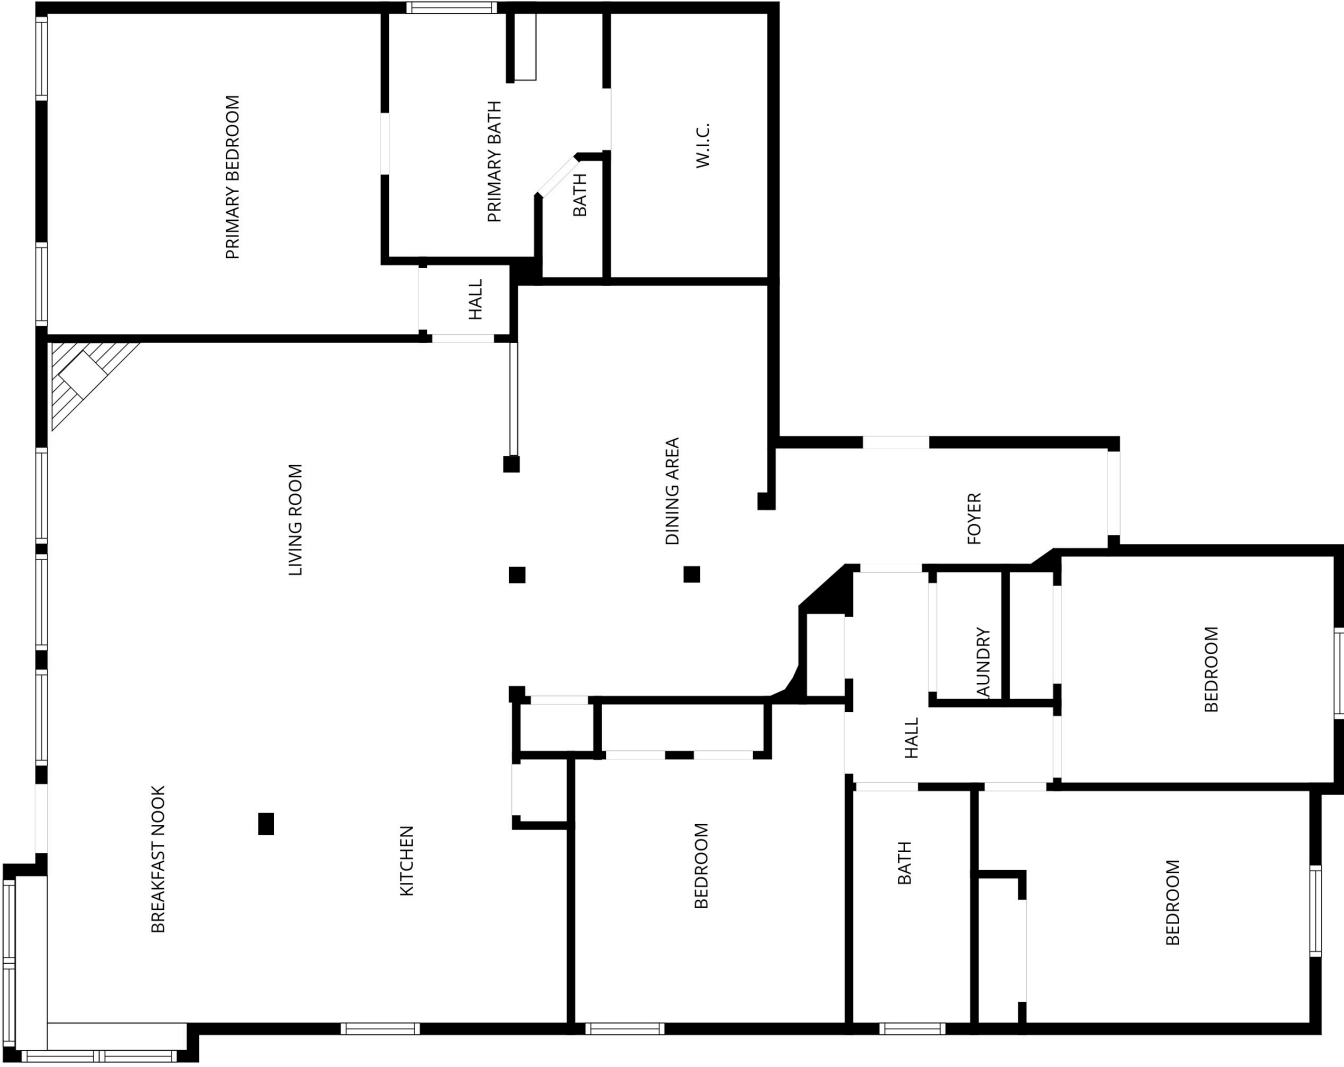 PRIMARY BEDROOM
PRIMARY BATH
BATH
W.I.C.
HALL
LIVING ROOM
DINING AREA
FOYER
AUNDRY
BEDROOM
HALL
BREAKFAST NOOK
KITCHEN
BEDROOM
BATH
BEDROOM